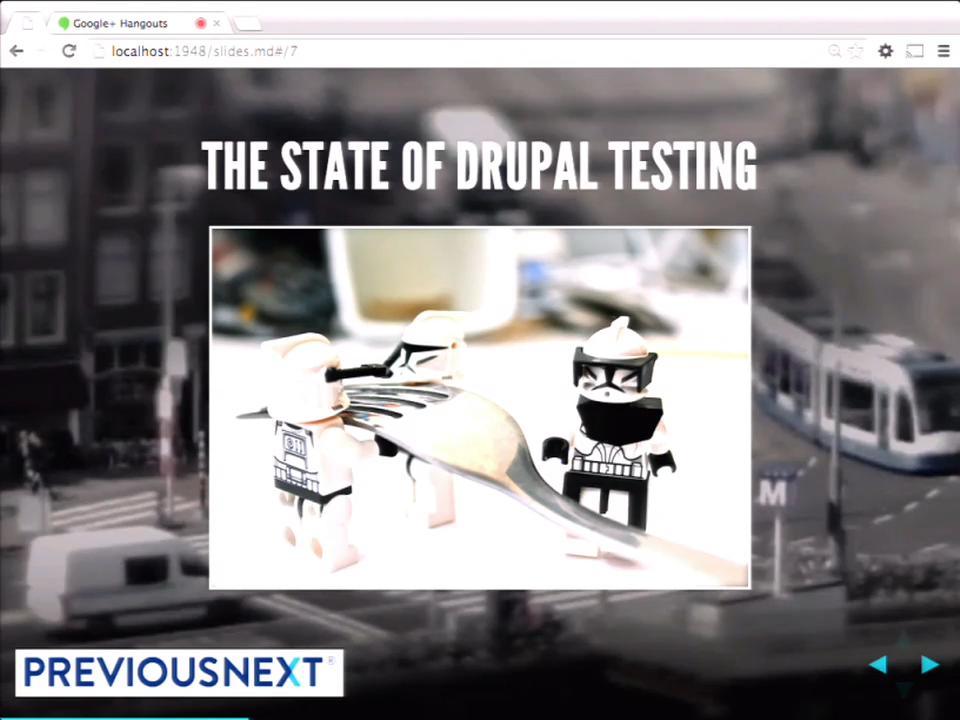 Google+ Hangouts
localhost:1948/slides.md#/7
THE STATE OF DRUPAL TESTING
M
PREVIOUSNEXT®